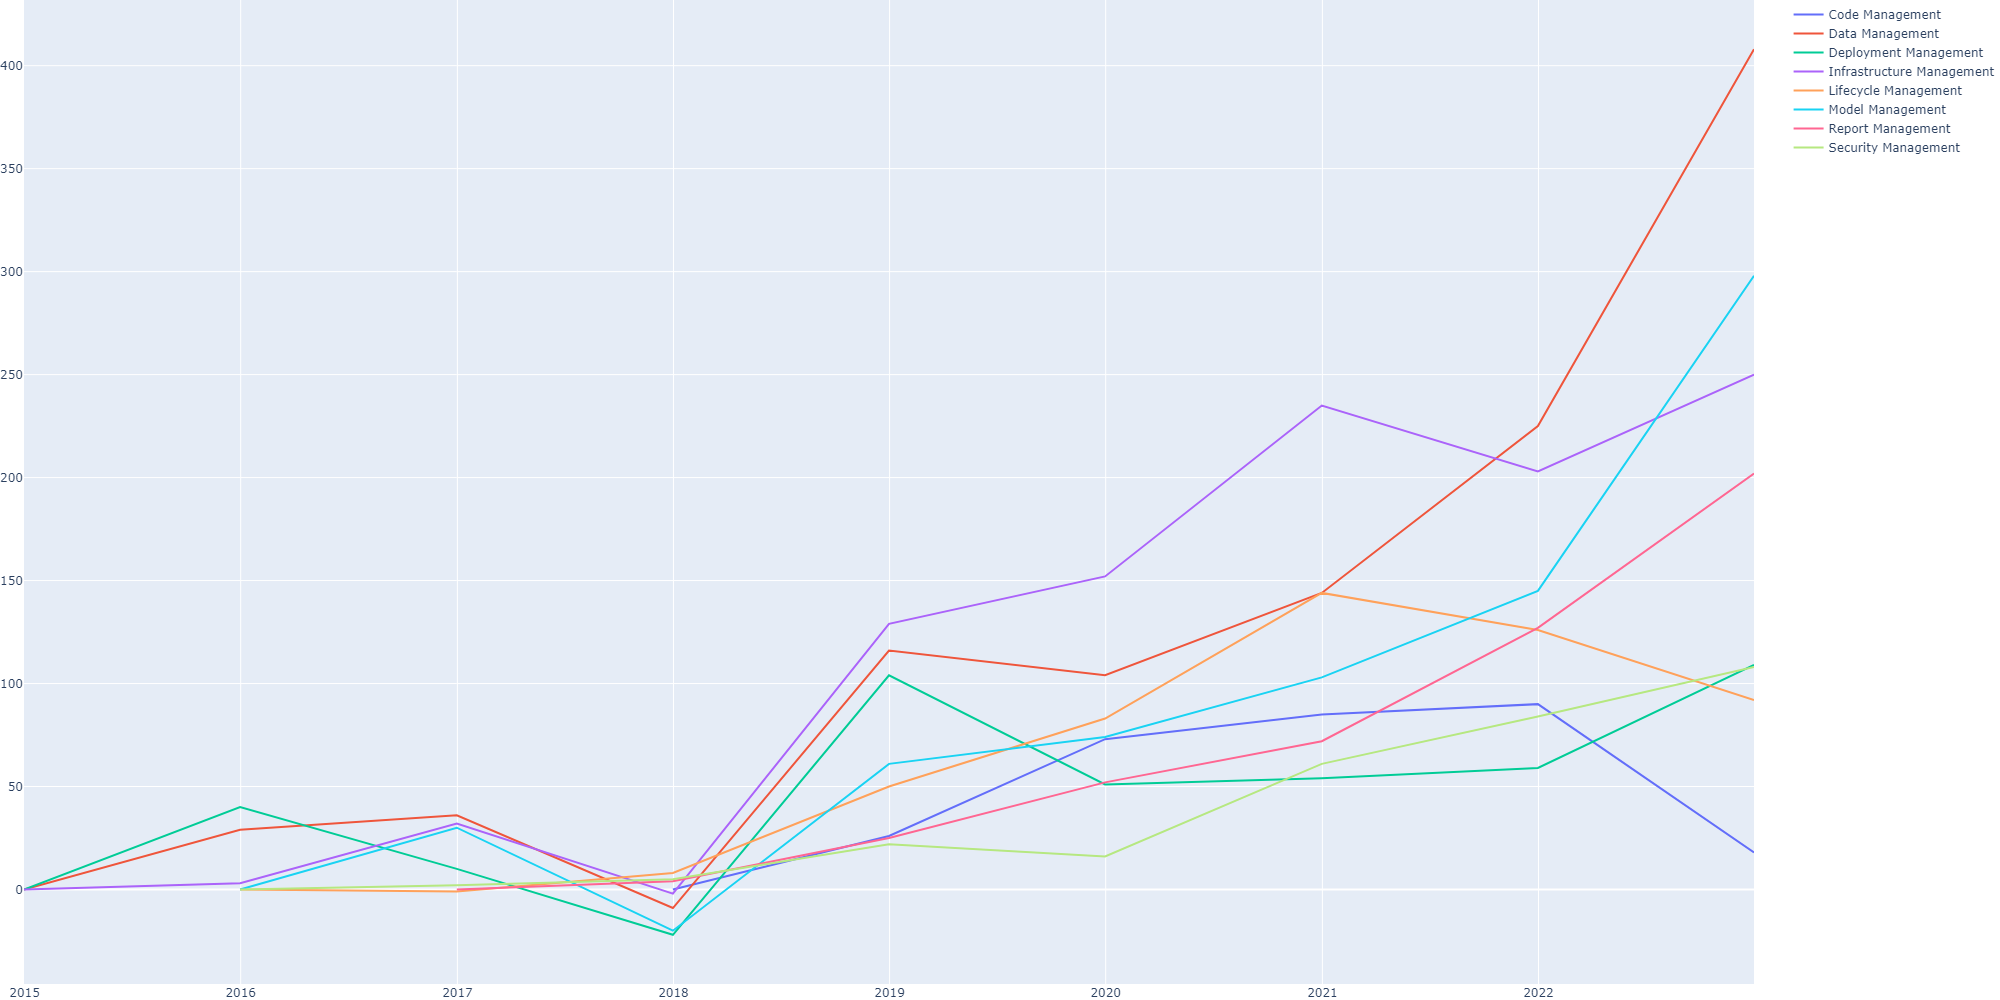 Code Management
Data Management
Deployment Management
Infrastructure Management
Lifecycle Management
Model Management
Report Management
Security Management
400
350
300
250
200
150
100
50
0
2015 2016 2017 2018 2019 2020 2021 2022